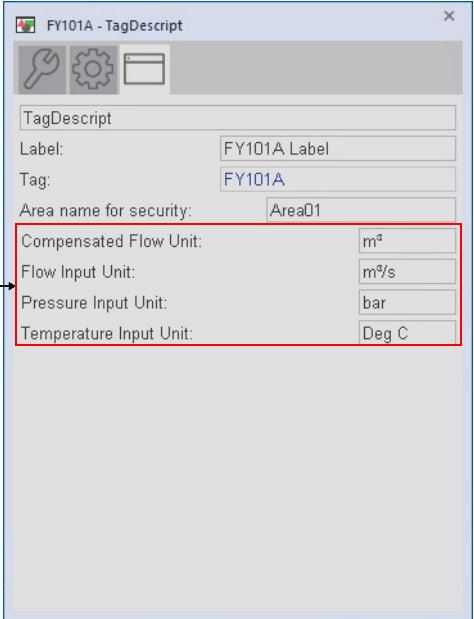 FY101A - TagDescript
TagDescript
Label: FY101A Label
Tag: FY101A
Area name for security: Area01
Compensated Flow Unit: m³
Flow Input Unit: m³/s
Pressure Input Unit: bar
Temperature Input Unit: Deg C